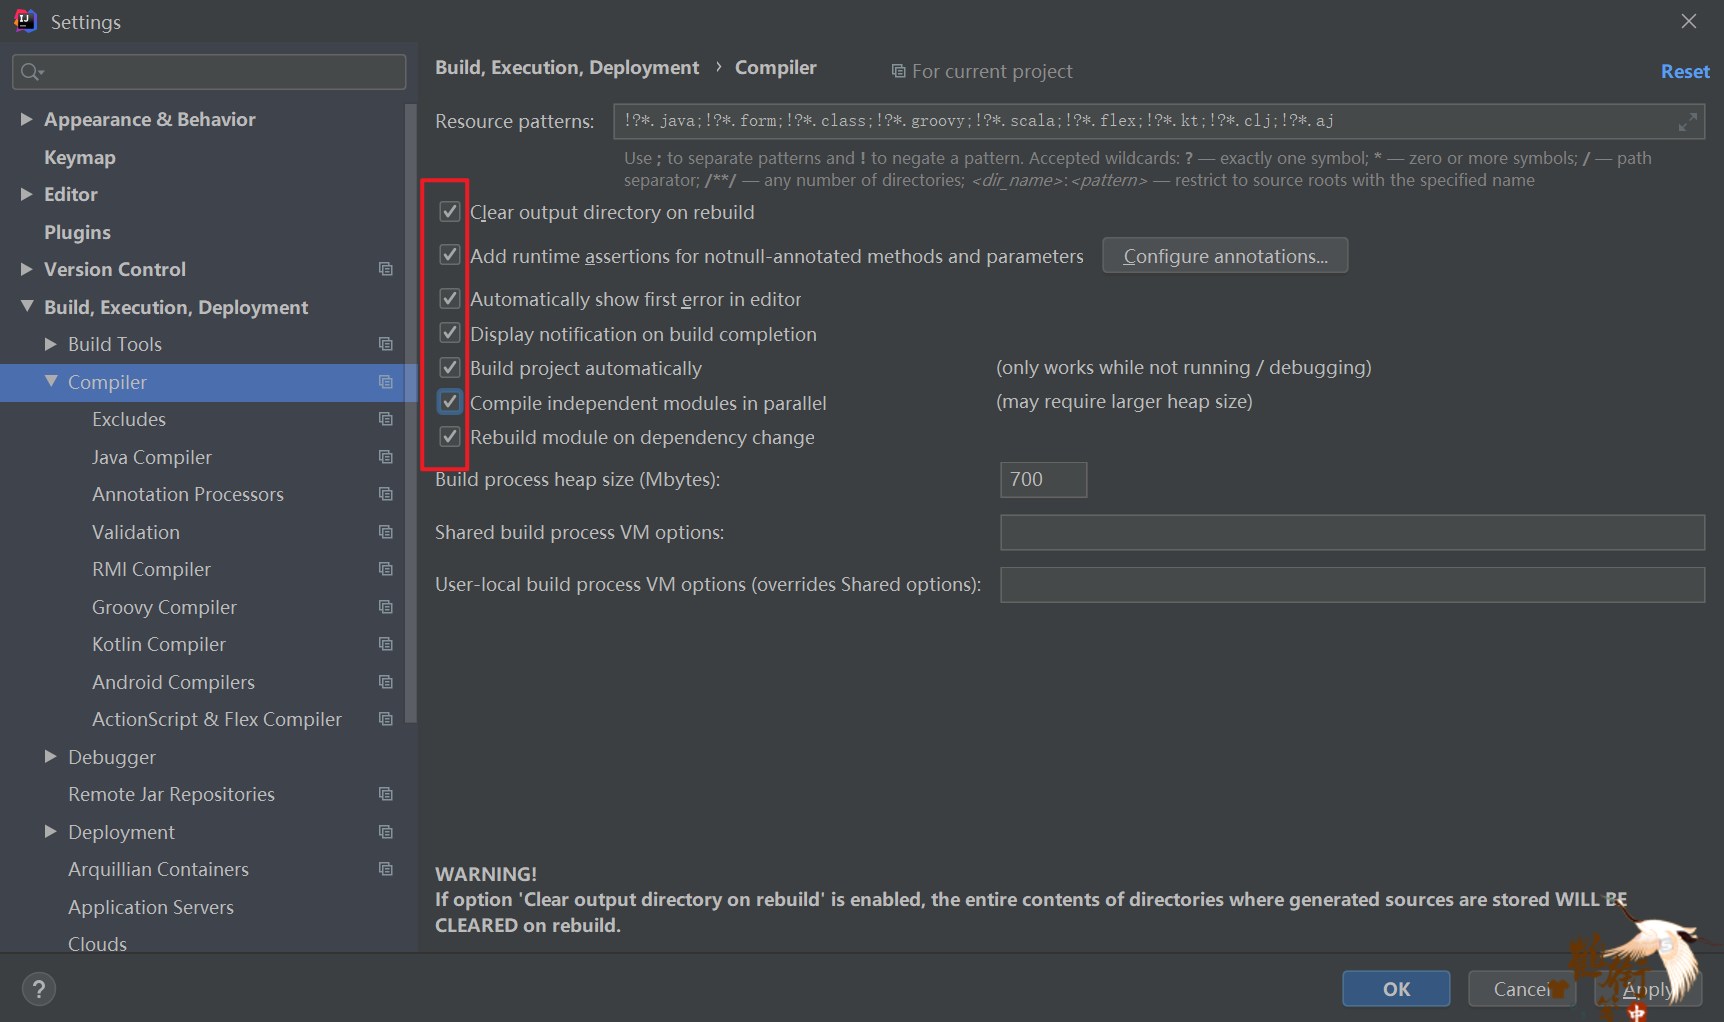 Settings
Build, Execution, Deployment › Compiler
For current project
Reset
Appearance & Behavior
Keymap
Editor
Plugins
Version Control
Build, Execution, Deployment
Build Tools
Compiler
Excludes
Java Compiler
Annotation Processors
Validation
RMI Compiler
Groovy Compiler
Kotlin Compiler
Android Compilers
ActionScript & Flex Compiler
Debugger
Remote Jar Repositories
Deployment
Arquillian Containers
Application Servers
Clouds
Resource patterns: !?*.java;!?*.form;!?*.class;!?*.groovy;!?*.scala;!?*.flex;!?*.kt;!?*.clj;!?*.aj
Use ; to separate patterns and ! to negate a pattern. Accepted wildcards: ? — exactly one symbol; * — zero or more symbols; / — path
separator; /**/ — any number of directories; <dir_name>:<pattern> — restrict to source roots with the specified name
Clear output directory on rebuild
Add runtime assertions for notnull-annotated methods and parameters Configure annotations...
Automatically show first error in editor
Display notification on build completion
Build project automatically (only works while not running / debugging)
Compile independent modules in parallel (may require larger heap size)
Rebuild module on dependency change
Build process heap size (Mbytes): 700
Shared build process VM options:
User-local build process VM options (overrides Shared options):
WARNING!
If option 'Clear output directory on rebuild' is enabled, the entire contents of directories where generated sources are stored WILL BE
CLEARED on rebuild.
?
OK
Cancel
Apply
中